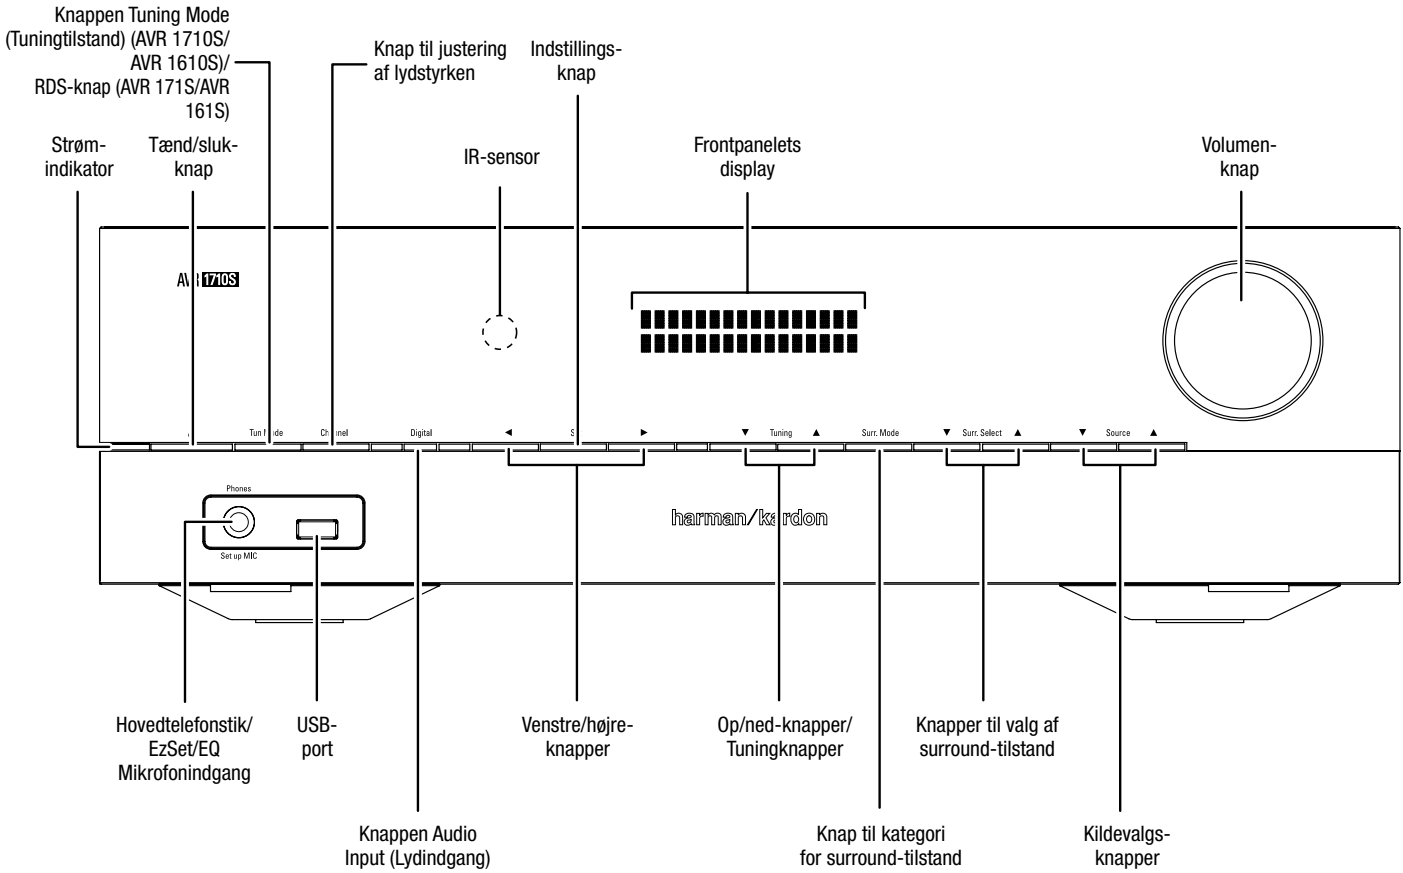 Knappen Tuning Mode
(Tuningtilstand) (AVR 1710S/
AVR 1610S)/
RDS-knap (AVR 171S/AVR
161S)
Knap til justering
af lydstyrken
Indstillings-
knap
Strøm-
indikator
Tænd/sluk-
knap
IR-sensor
Frontpanelets
display
Volumen-
knap
1710S
Channel
Digital
◄
►
▼ Tuning ▲
Surr. Mode
▼ Surr. Select ▲
▼ Source ▲
Phones
Set up MIC
harman/kardon
Hovedtelefonstik/
EzSet/EQ
Mikrofonindgang
USB-
port
Venstre/højre-
knapper
Op/ned-knapper/
Tuningknapper
Knapper til valg af
surround-tilstand
Knappen Audio
Input (Lydindgang)
Knap til kategori
for surround-tilstand
Kildevalgs-
knapper